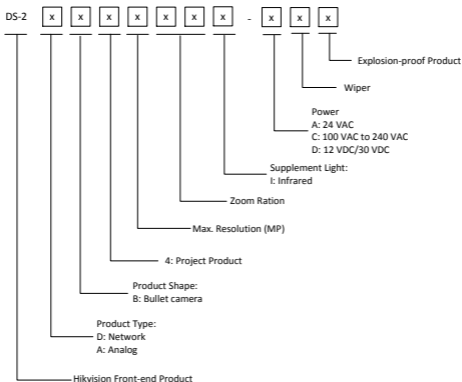 DS-2 x x x x x x x - x x x
Explosion-proof Product
Wiper
Power
A: 24 VAC
C: 100 VAC to 240 VAC
D: 12 VDC/30 VDC
Supplement Light:
I: Infrared
Zoom Ration
Max. Resolution (MP)
4: Project Product
Product Shape:
B: Bullet camera
Product Type:
D: Network
A: Analog
Hikvision Front-end Product